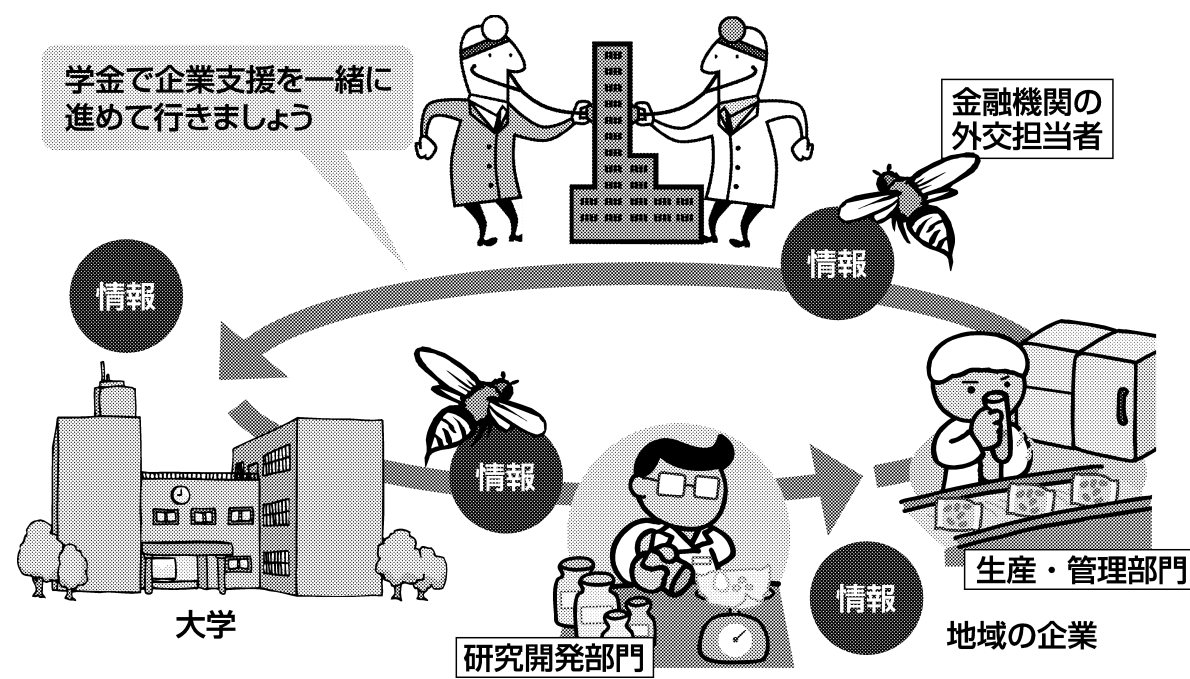 学金で企業支援を一緒に
進めて行きましょう
金融機関の
外交担当者
情報
情報
情報
大学
研究開発部門
情報
生産・管理部門
地域の企業